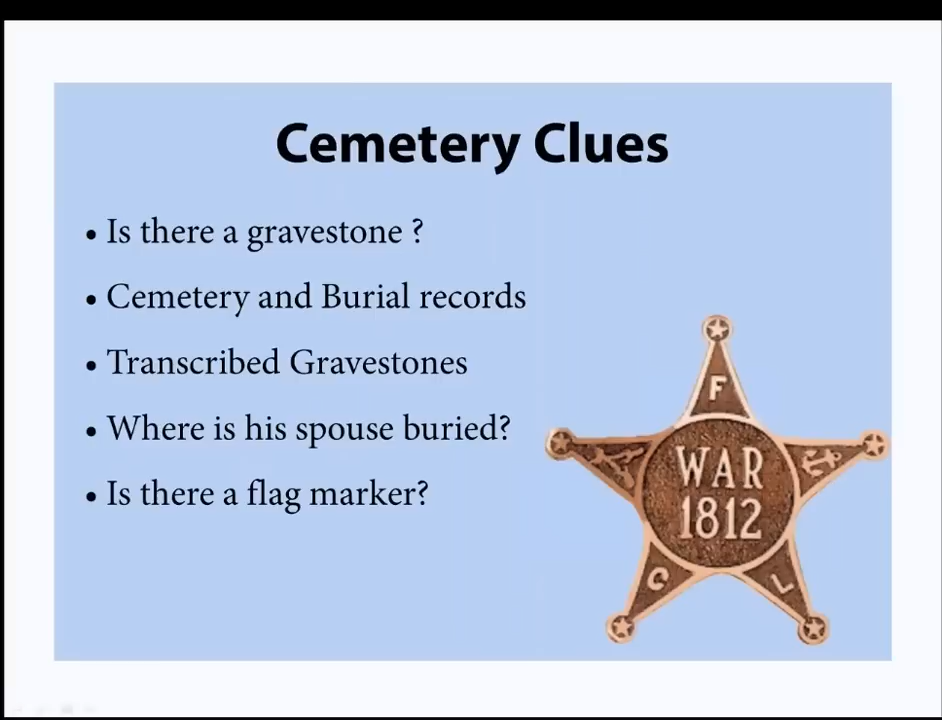 Cemetery Clues
• Is there a gravestone ?
• Cemetery and Burial records
• Transcribed Gravestones
• Where is his spouse buried?
• Is there a flag marker?
F
WAR
1812
C L